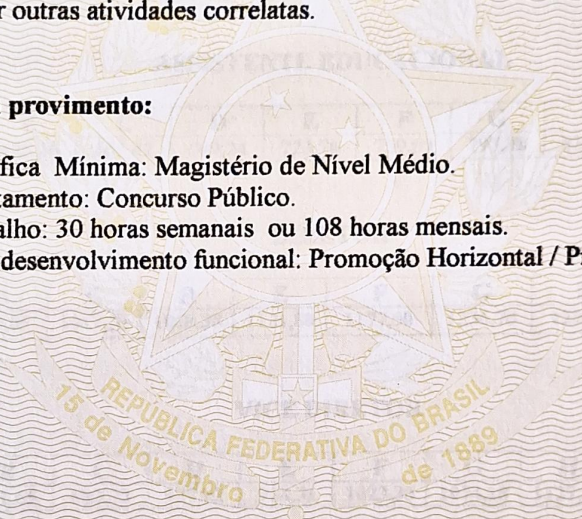 r outras atividades correlatas.
provimento:
fica Mínima: Magistério de Nível Médio.
tamento: Concurso Público.
alho: 30 horas semanais ou 108 horas mensais.
desenvolvimento funcional: Promoção Horizontal / P
REPÚBLICA FEDERATIVA DO BRASIL
15 de Novembro de 1889